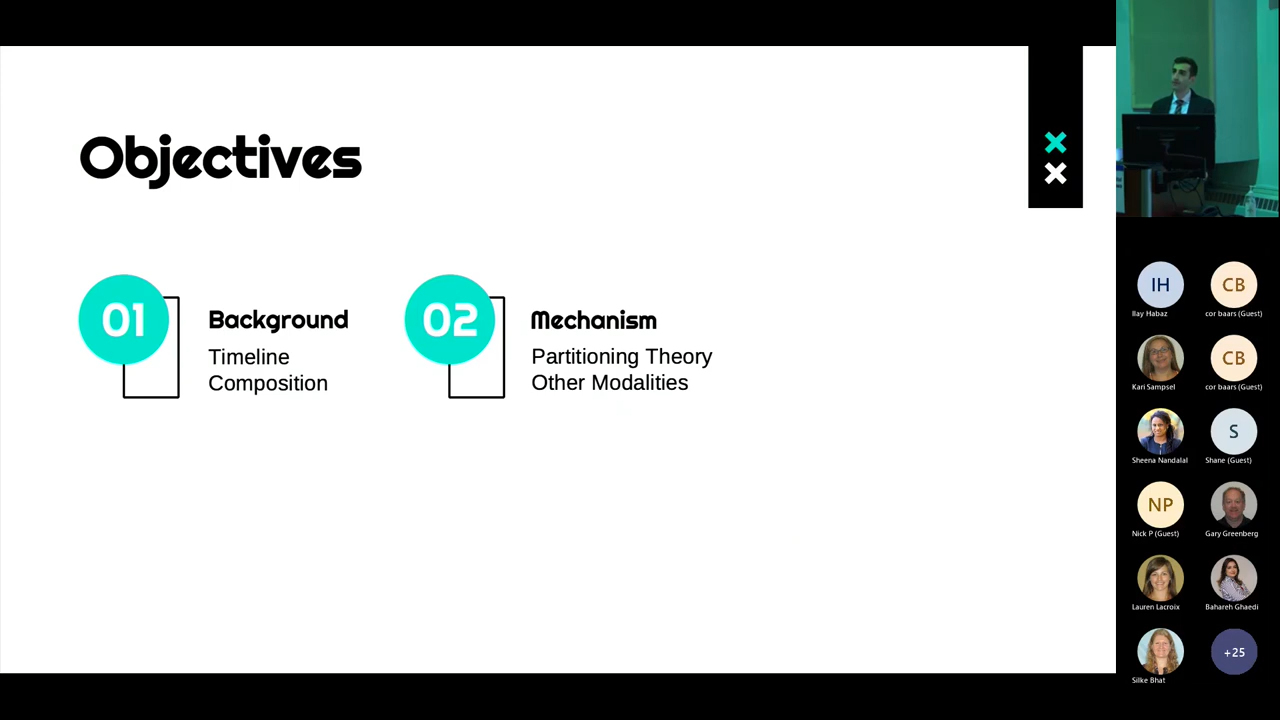 Objectives
01
Background
Timeline
Composition
02
Mechanism
Partitioning Theory
Other Modalities
IH
Ilay Habaz
CB
cor baars (Guest)
Kari Sampsel
CB
cor baars (Guest)
Sheena Nandalal
S
Shane (Guest)
NP
Nick P (Guest)
Gary Greenberg
Lauren Lacroix
Bahareh Ghaedi
Silke Bhat
+25